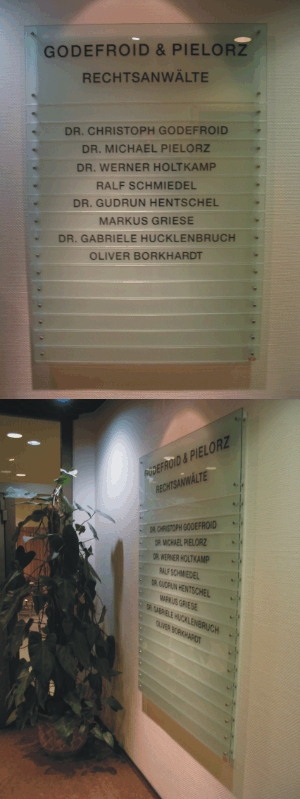 GODEFROID & PIELORZ
RECHTSANWÄLTE
DR. CHRISTOPH GODEFROID
DR. MICHAEL PIELORZ
DR. WERNER HOLTKAMP
RALF SCHMIEDEL
DR. GUDRUN HENTSCHEL
MARKUS GRIESE
DR. GABRIELE HUCKLENBRUCH
OLIVER BORKHARDT
GODEFROID & PIELORZ
RECHTSANWÄLTE
DR. CHRISTOPH GODEFROID
DR. MICHAEL PIELORZ
DR. WERNER HOLTKAMP
RALF SCHMIEDEL
DR. GUDRUN HENTSCHEL
MARKUS GRIESE
DR. GABRIELE HUCKLENBRUCH
OLIVER BORKHARDT